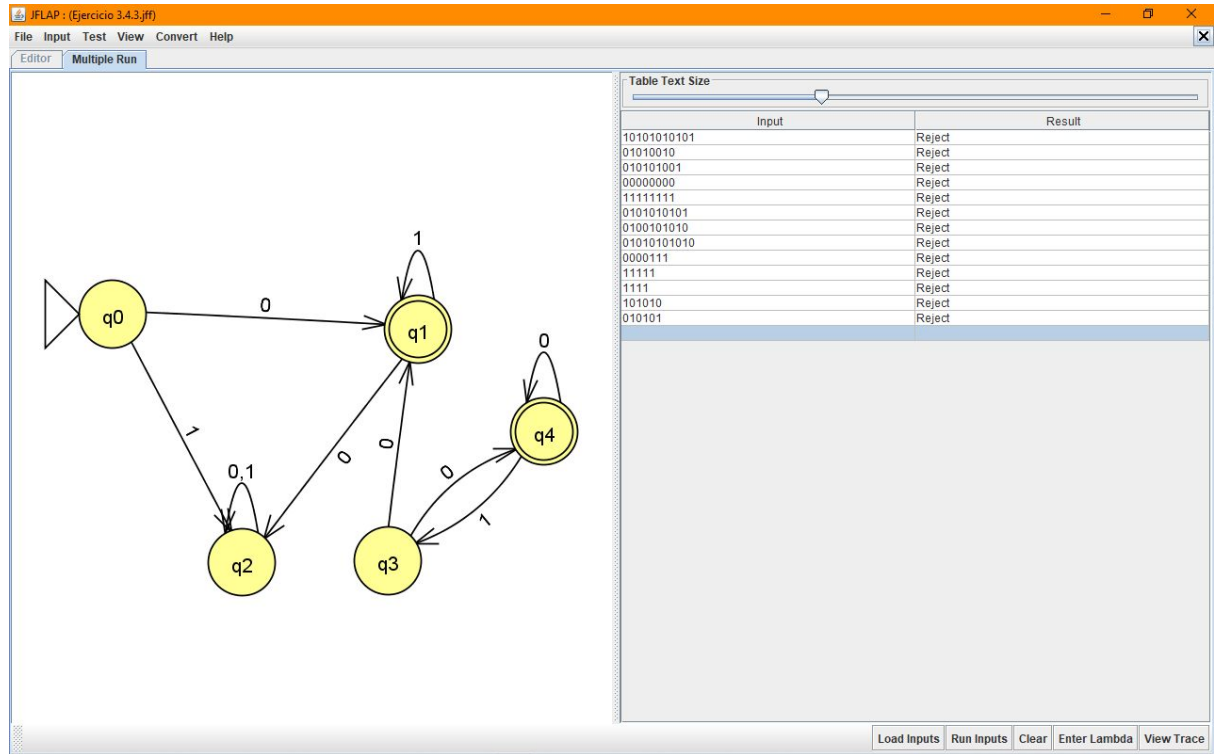 JFLAP : (Ejercicio 3.4.3.jff)
File Input Test View Convert Help
Editor Multiple Run
Table Text Size
Input Result
10101010101 Reject
01010010 Reject
010101001 Reject
00000000 Reject
11111111 Reject
0101010101 Reject
0100101010 Reject
01010101010 Reject
0000111 Reject
11111 Reject
1111 Reject
101010 Reject
010101 Reject
1
0
q0
q1
0
q4
1
0
0
0
1
0,1
q2
q3
Load Inputs Run Inputs Clear Enter Lambda View Trace